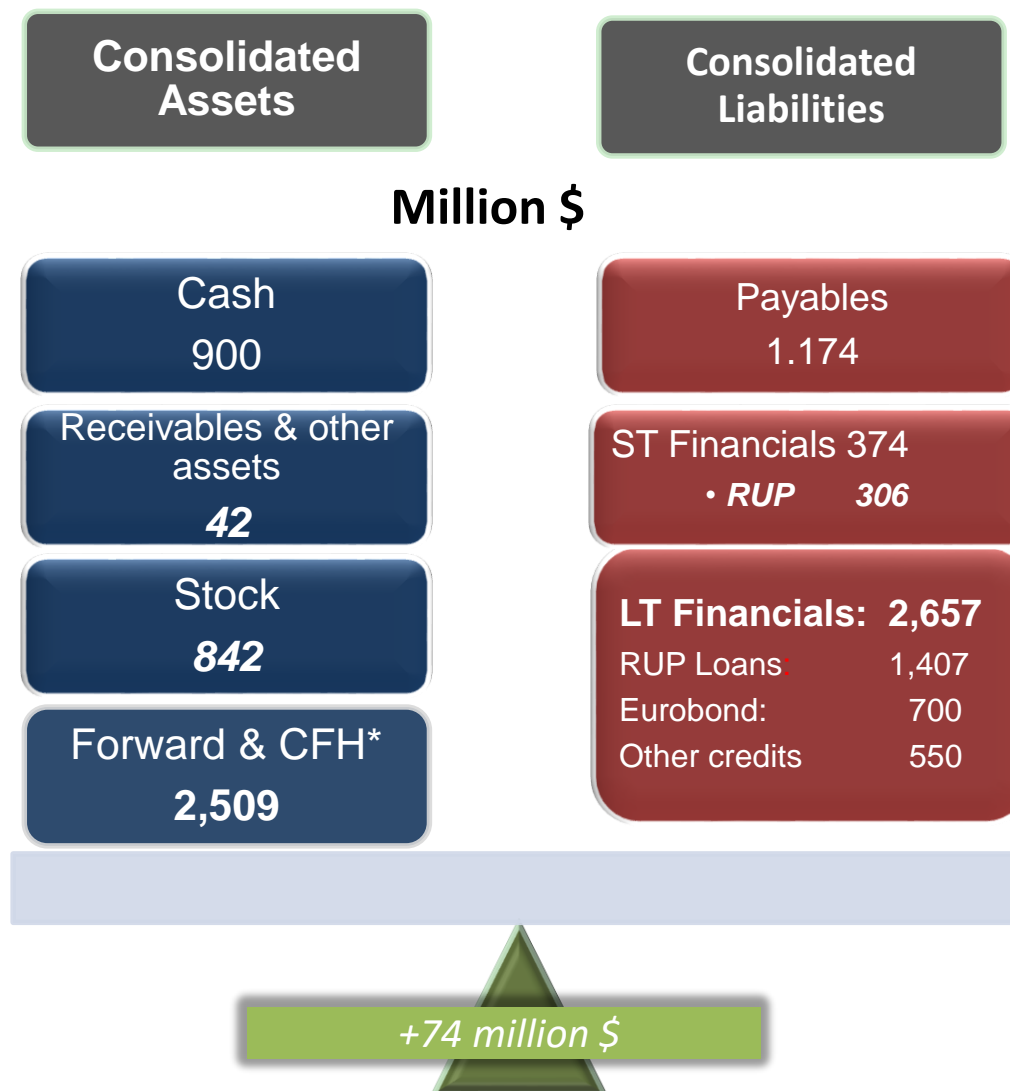 Consolidated
Assets
Consolidated
Liabilities
Million $
Cash
900
Receivables & other
assets
42
Stock
842
Forward & CFH*
2,509
Payables
1.174
ST Financials 374
• RUP 306
LT Financials: 2,657
RUP Loans: 1,407
Eurobond: 700
Other credits 550
+74 million $